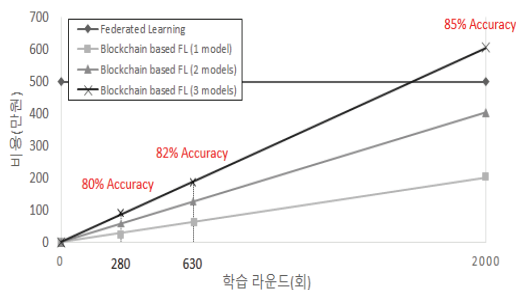 700
600
500
400
300
200
100
0
비용(만원)
Federated Learning
Blockchain based FL (1 model)
Blockchain based FL (2 models)
Blockchain based FL (3 models)
85% Accuracy
82% Accuracy
80% Accuracy
0 280 630 2000
학습 라운드(회)